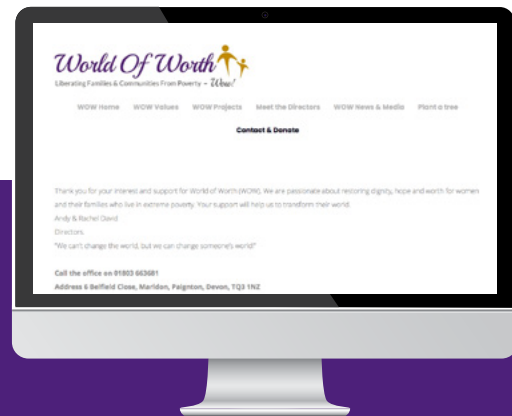 World Of Worth
Liberating Families & Communities From Poverty - Wow!
WOW Home WOW Values WOW Projects Meet the Directors WOW News & Media Plant a tree
Contact & Donate
Thank you for your interest and support for World of Worth (WOW). We are passionate about restoring dignity, hope and worth for women
and their families who live in extreme poverty. Your support will help us to transform their world.
Andy & Rachel David
Directors.
"We can't change the world, but we can change someone's world"
Call the office on 01803 663681
Address 6 Belfield Close, Marldon, Paignton, Devon, TQ3 1NZ